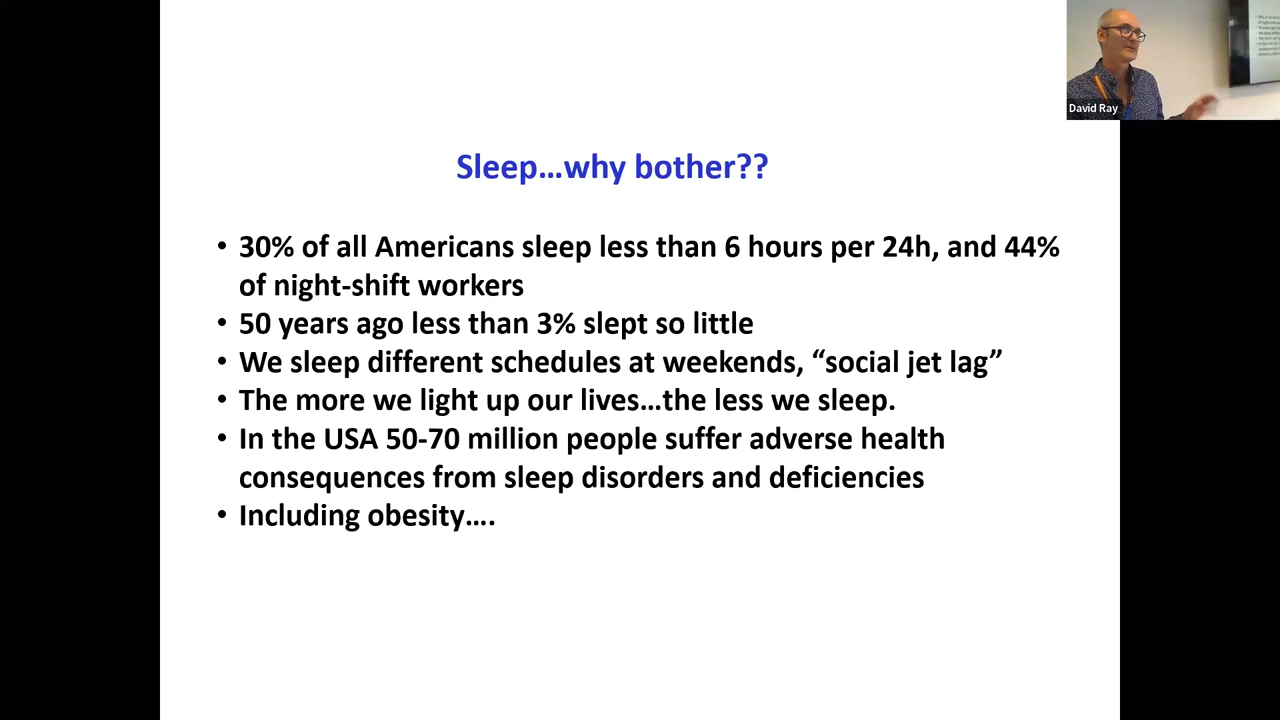 Sleep…why bother??
• 30% of all Americans sleep less than 6 hours per 24h, and 44%
of night-shift workers
• 50 years ago less than 3% slept so little
• We sleep different schedules at weekends, “social jet lag”
• The more we light up our lives…the less we sleep.
• In the USA 50-70 million people suffer adverse health
consequences from sleep disorders and deficiencies
• Including obesity….
David Ray